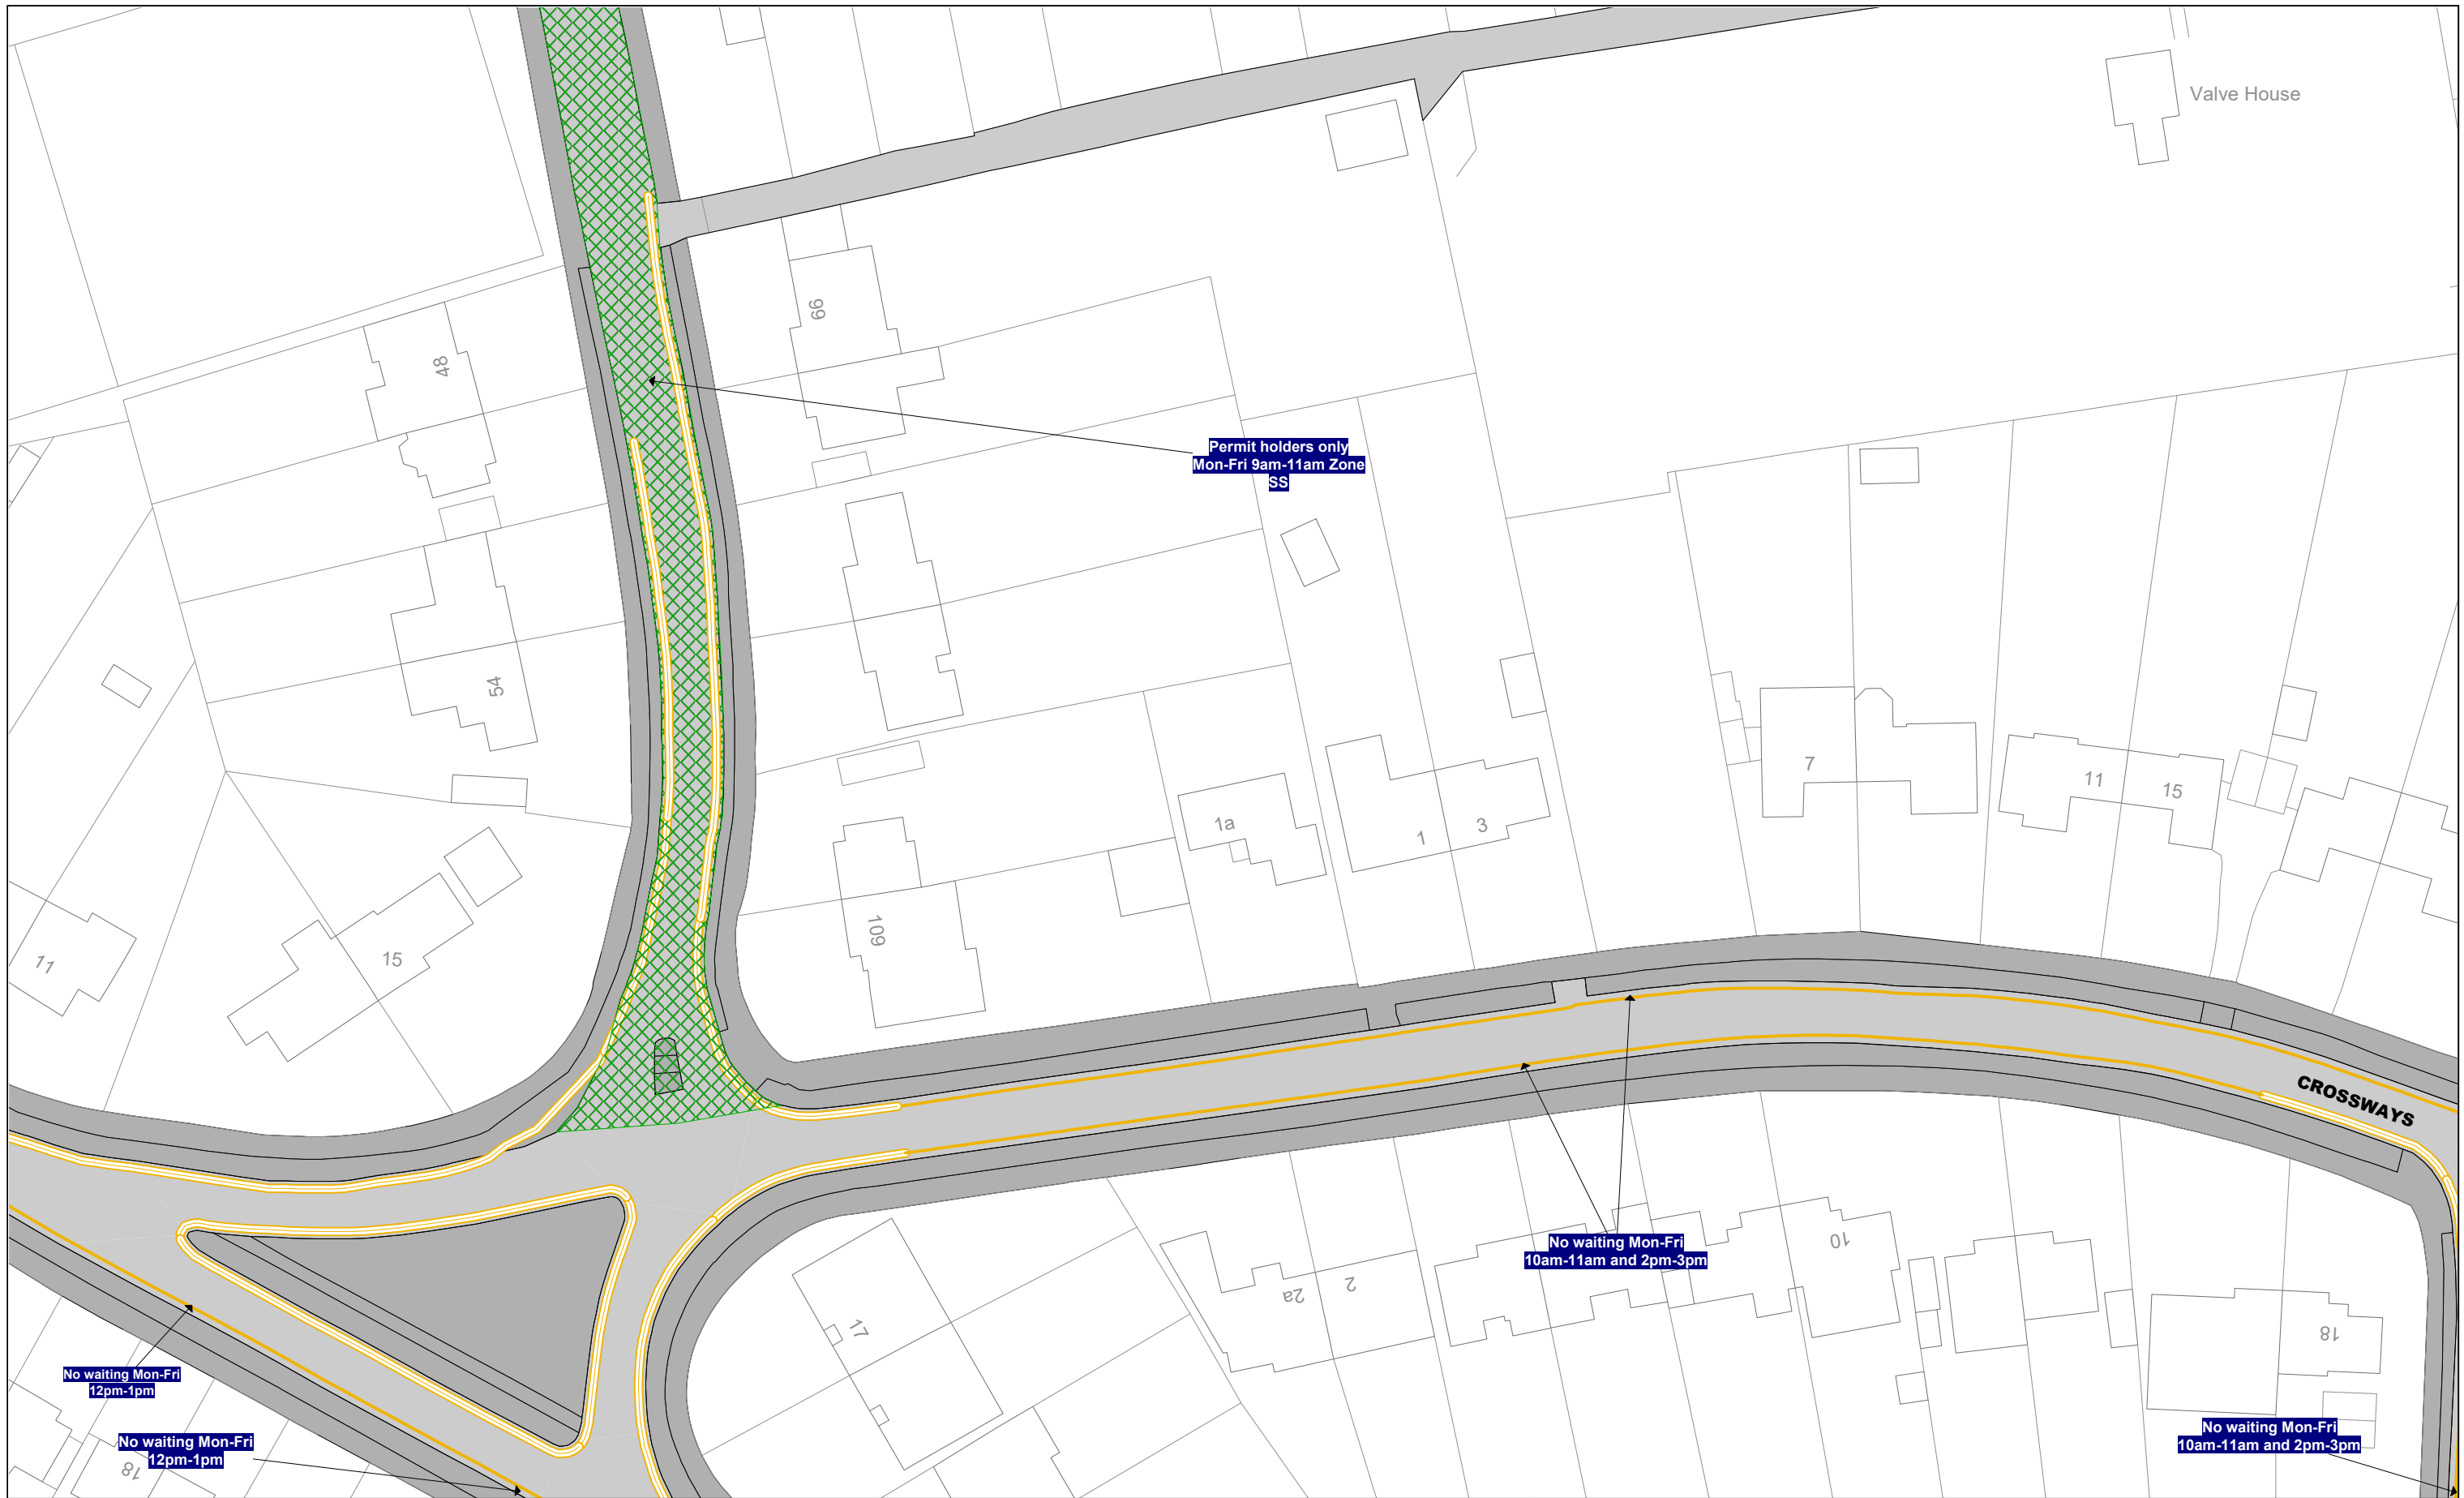 Valve House
66
48
Permit holders only
Mon-Fri 9am-11am Zone
SS
54
7
11
15
1a
1
3
109
15
11
CROSSWAYS
No waiting Mon-Fri
10am-11am and 2pm-3pm
10
2
2a
17
18
No waiting Mon-Fri
12pm-1pm
No waiting Mon-Fri
12pm-1pm
18
No waiting Mon-Fri
10am-11am and 2pm-3pm